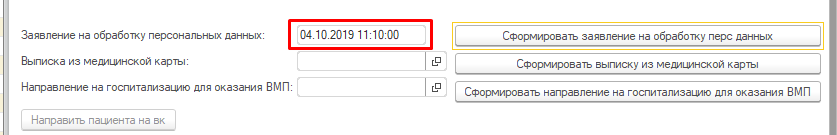 Заявление на обработку персональных данных: 04.10.2019 11:10:00 Сформировать заявление на обработку перс данных
Выписка из медицинской карты: Сформировать выписку из медицинской карты
Направление на госпитализацию для оказания ВМП: Сформировать направление на госпитализацию для оказания ВМП
Направить пациента на вк